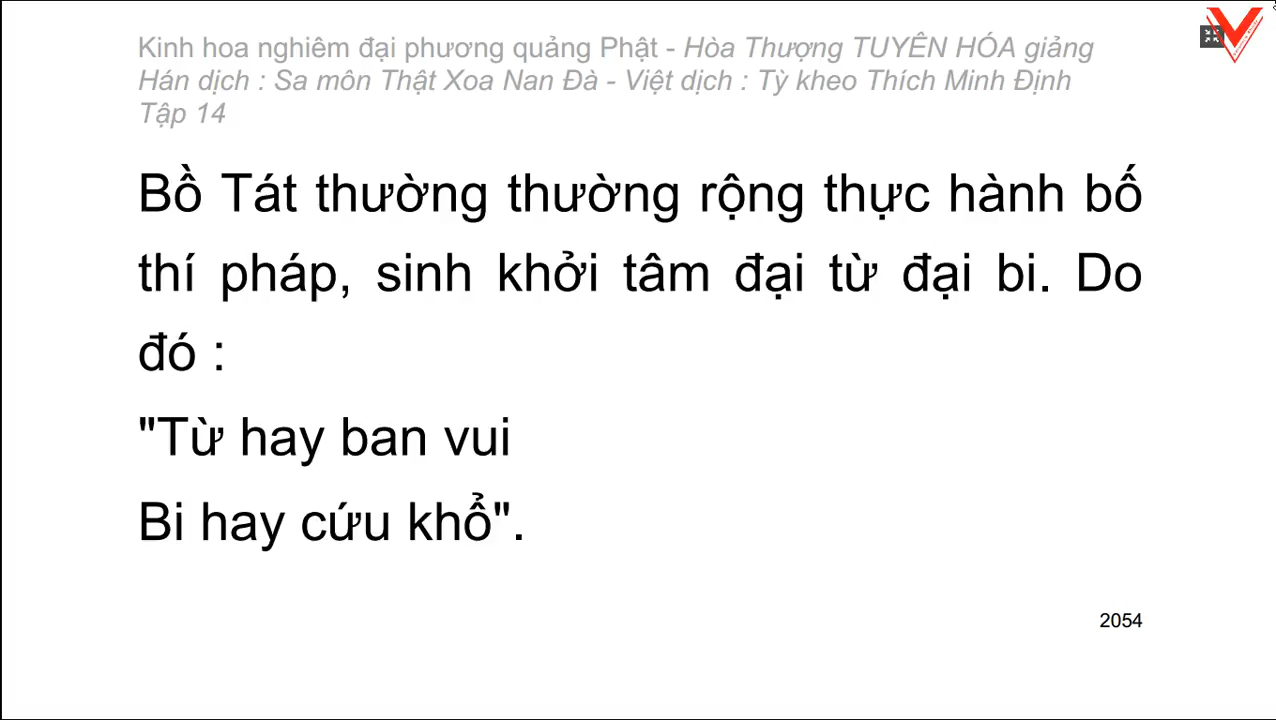 Kinh hoa nghiêm đại phương quảng Phật - Hòa Thượng TUYÊN HÓA giảng
Hán dịch : Sa môn Thật Xoa Nan Đà - Việt dịch : Tỳ kheo Thích Minh Định
Tập 14
Bồ Tát thường thường rộng thực hành bố
thí pháp, sinh khởi tâm đại từ đại bi. Do
đó :
"Từ hay ban vui
Bi hay cứu khổ".
2054